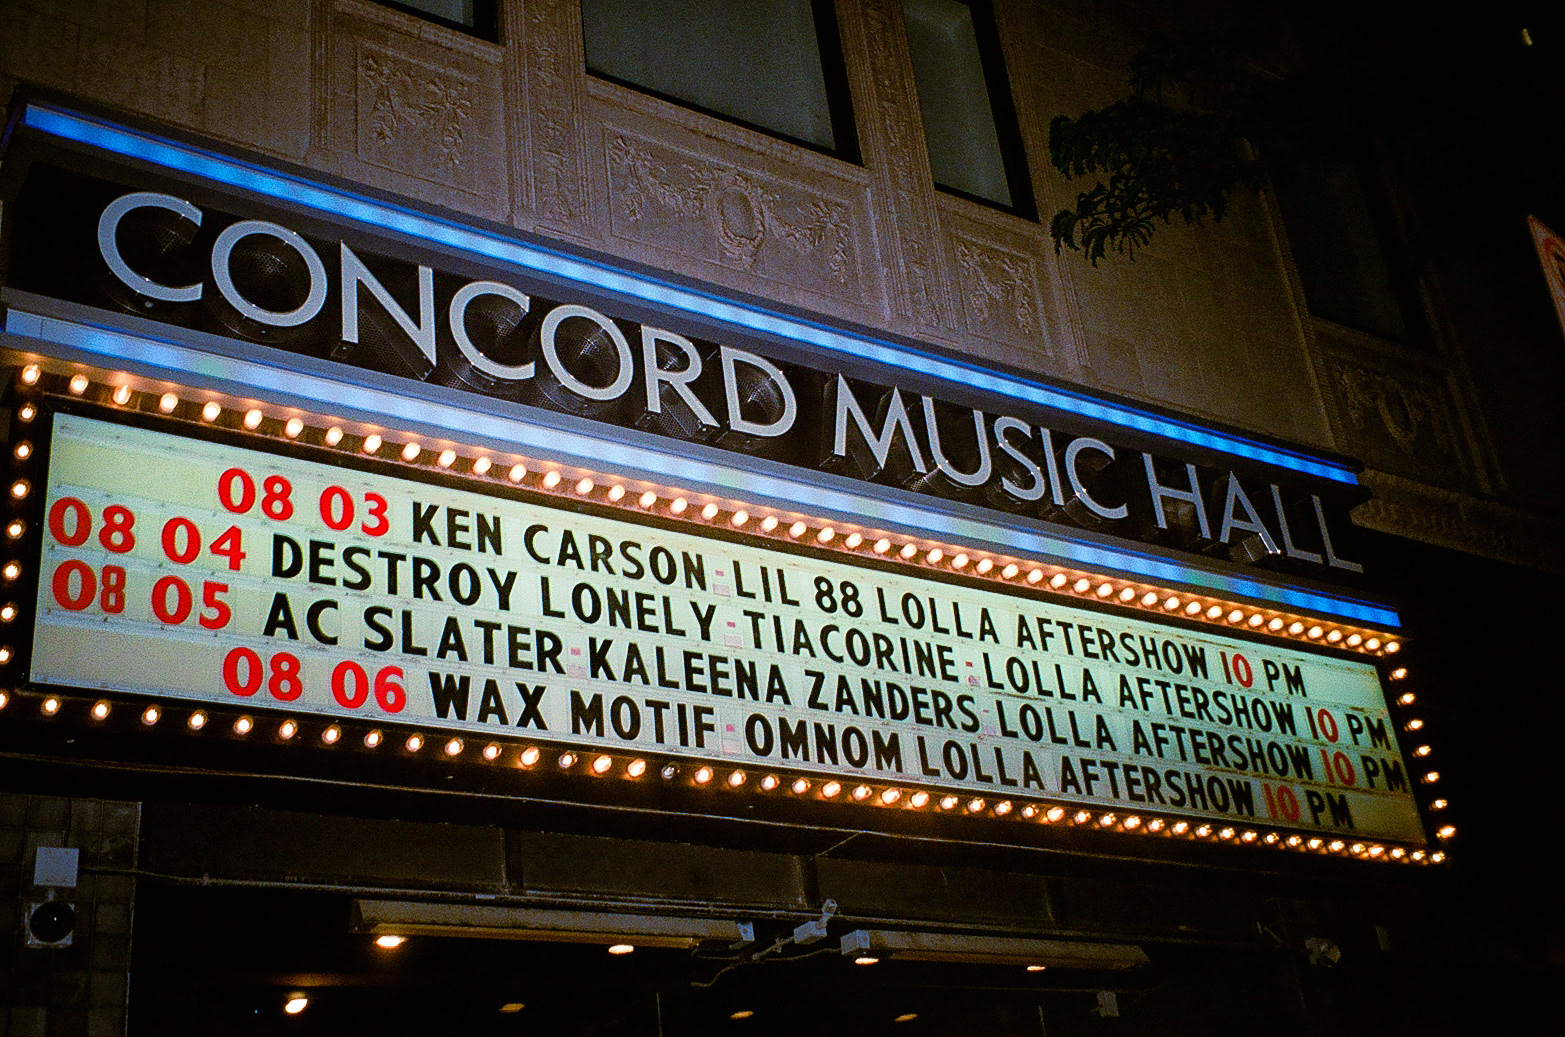 CONCORD MUSIC HALL
08 03 KEN CARSON-LIL 88 LOLLA AFTERSHOW 10 PM
08 04 DESTROY LONELY-TIACORINE-LOLLA AFTERSHOW 10 PM
08 05 AC SLATER-KALEENA ZANDERS-LOLLA AFTERSHOW 10 PM
08 06 WAX MOTIF-OMNOM LOLLA AFTERSHOW 10 PM